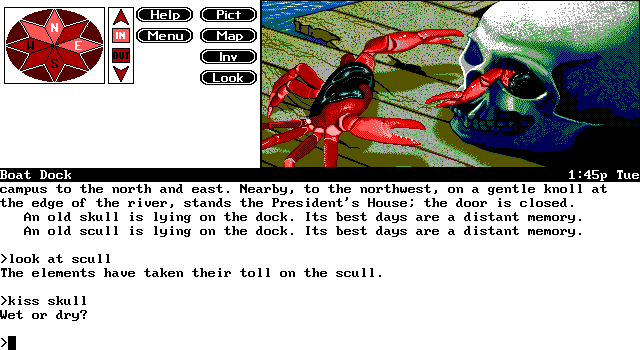 N
W E
S
IN
OUT
Help
Menu
Pict
Map
Inv
Look
Boat Dock 1:45p Tue
campus to the north and east. Nearby, to the northwest, on a gentle knoll at
the edge of the river, stands the President's House; the door is closed.
An old skull is lying on the dock. Its best days are a distant memory.
An old scull is lying on the dock. Its best days are a distant memory.
>look at scull
The elements have taken their toll on the scull.
>kiss skull
Wet or dry?
>